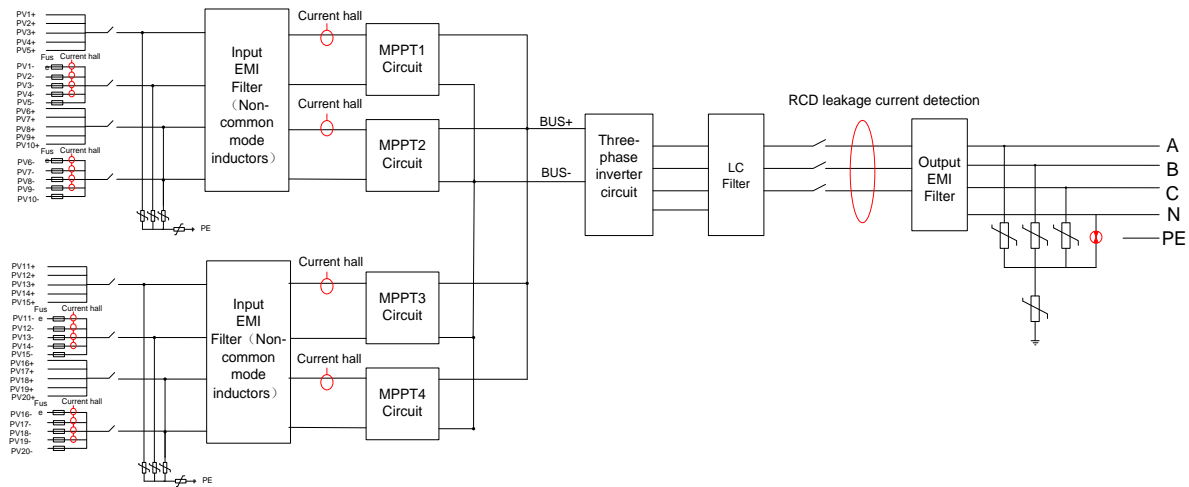 PV1+
PV2+
PV3+
PV4+
PV5+
Fus
e
Current hall
PV1-
PV2-
PV3-
PV4-
PV5-
PV6+
PV7+
PV8+
PV9+
PV10+
Fus
e
Current hall
PV6-
PV7-
PV8-
PV9-
PV10-
PE
Input
EMI
Filter
（Non-
common
mode
inductors）
Current hall
MPPT1
Circuit
Current hall
MPPT2
Circuit
BUS+
BUS-
Three-
phase
inverter
circuit
LC
Filter
RCD leakage current detection
Output
EMI
Filter
A
B
C
N
PE
PV11+
PV12+
PV13+
PV14+
PV15+
Fus
e
Current hall
PV11-
PV12-
PV13-
PV14-
PV15-
PV16+
PV17+
PV18+
PV19+
PV20+
Fus
e
Current hall
PV16-
PV17-
PV18-
PV19-
PV20-
PE
Input
EMI
Filter（Non-
common
mode
inductors）
Current hall
MPPT3
Circuit
Current hall
MPPT4
Circuit